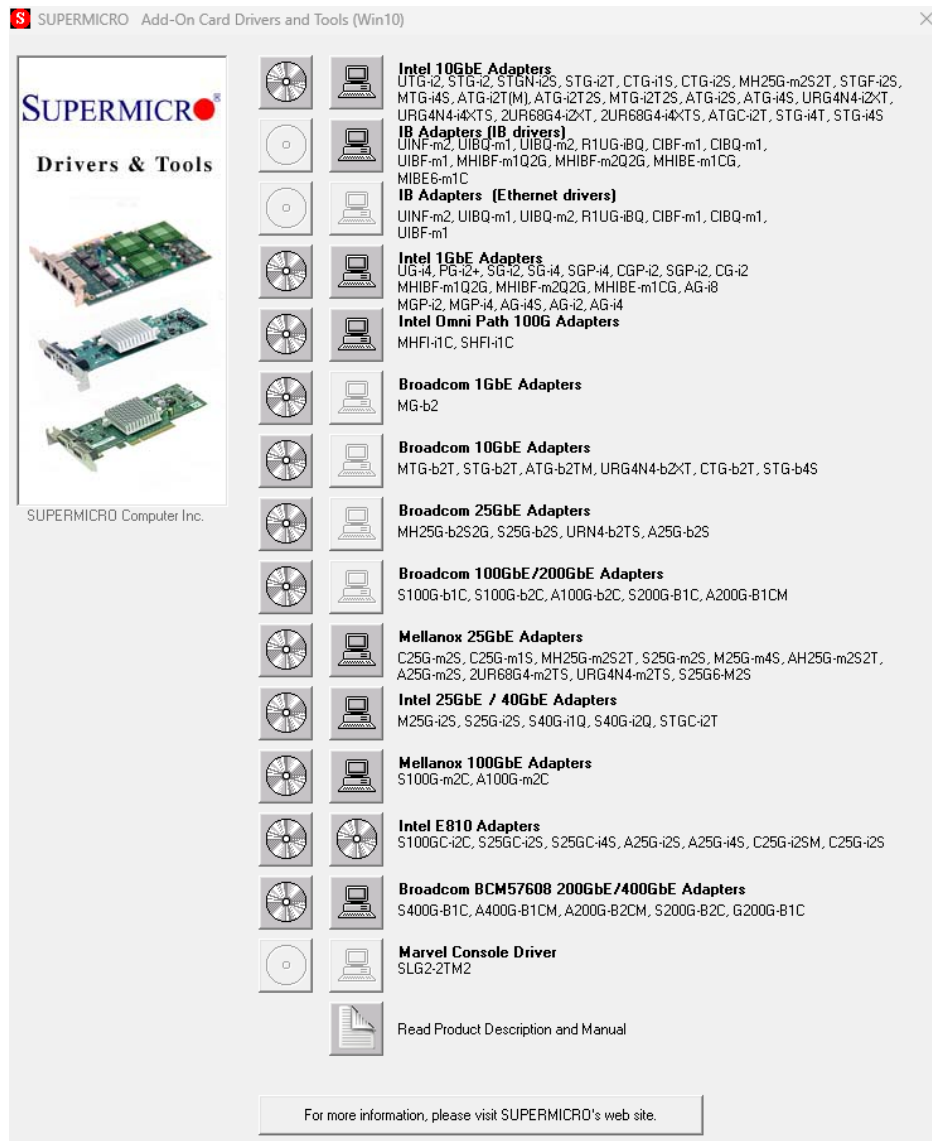 S SUPERMICRO Add-On Card Drivers and Tools (Win10)
SUPERMICRO®
Drivers & Tools
SUPERMICRO Computer Inc.
Intel 10GbE Adapters
UTG-i2, STG-i2, STGN-i2S, STG-i2T, CTG-i1S, CTG-i2S, MH25G-m2S2T, STGF-i2S,
MTG-i4S, ATG-i2T(M), ATG-i2T2S, MTG-i2T2S, ATG-i2S, ATG-i4S, URG4N4-i2XT,
URG4N4-i4XTS, 2UR68G4-i2XT, 2UR68G4-i4XTS, ATGC-i2T, STG-i4T, STG-i4S
IB Adapters (IB drivers)
UINF-m2, UIBQ-m1, UIBQ-m2, R1UG-iBQ, CIBF-m1, CIBQ-m1,
UIBF-m1, MHIBF-m1Q2G, MHIBF-m2Q2G, MHIBE-m1CG,
MIBE6-m1C
IB Adapters (Ethernet drivers)
UINF-m2, UIBQ-m1, UIBQ-m2, R1UG-iBQ, CIBF-m1, CIBQ-m1,
UIBF-m1
Intel 1GbE Adapters
UG-i4, PG-i2+, SG-i2, SG-i4, SGP-i4, CGP-i2, SGP-i2, CG-i2
MHIBF-m1Q2G, MHIBF-m2Q2G, MHIBE-m1CG, AG-i8
MGP-i2, MGP-i4, AG-i4S, AG-i2, AG-i4
Intel Omni Path 100G Adapters
MHFI-i1C, SHFI-i1C
Broadcom 1GbE Adapters
MG-b2
Broadcom 10GbE Adapters
MTG-b2T, STG-b2T, ATG-b2TM, URG4N4-b2XT, CTG-b2T, STG-b4S
Broadcom 25GbE Adapters
MH25G-b2S2G, S25G-b2S, URN4-b2TS, A25G-b2S
Broadcom 100GbE/200GbE Adapters
S100G-b1C, S100G-b2C, A100G-b2C, S200G-B1C, A200G-B1CM
Mellanox 25GbE Adapters
C25G-m2S, C25G-m1S, MH25G-m2S2T, S25G-m2S, M25G-m4S, AH25G-m2S2T,
A25G-m2S, 2UR68G4-m2TS, URG4N4-m2TS, S25G6-M2S
Intel 25GbE / 40GbE Adapters
M25G-i2S, S25G-i2S, S40G-i1Q, S40G-i2Q, STGC-i2T
Mellanox 100GbE Adapters
S100G-m2C, A100G-m2C
Intel E810 Adapters
S100GC-i2C, S25GC-i2S, S25GC-i4S, A25G-i2S, A25G-i4S, C25G-i2SM, C25G-i2S
Broadcom BCM57608 200GbE/400GbE Adapters
S400G-B1C, A400G-B1CM, A200G-B2CM, S200G-B2C, G200G-B1C
Marvel Console Driver
SLG2-2TM2
Read Product Description and Manual
For more information, please visit SUPERMICRO's web site.